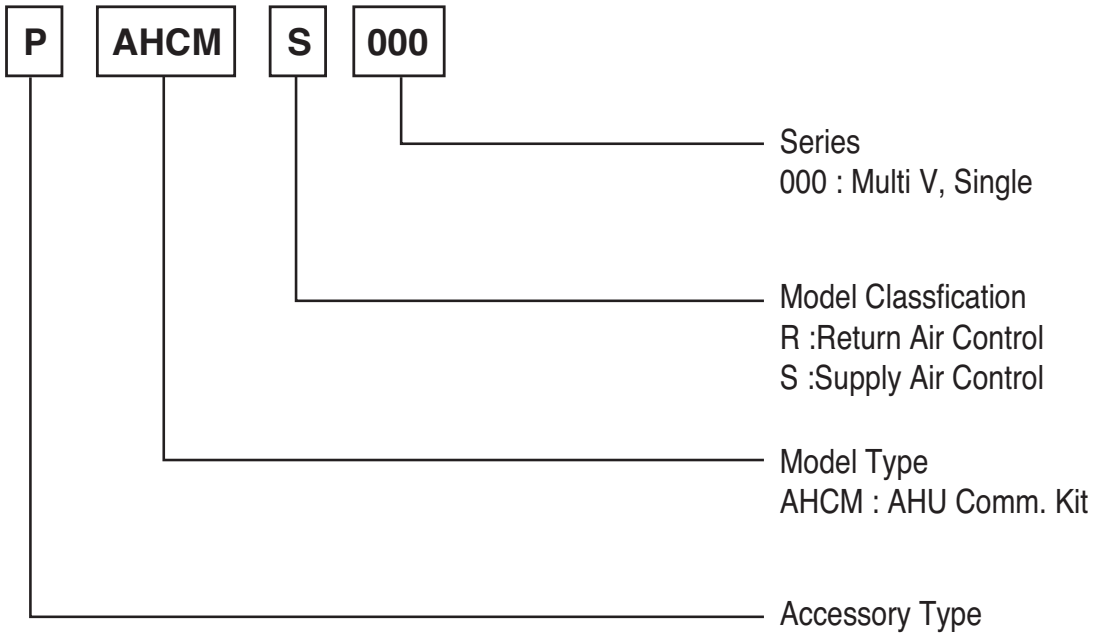 P AHCM S 000
Series
000 : Multi V, Single
Model Classfication
R :Return Air Control
S :Supply Air Control
Model Type
AHCM : AHU Comm. Kit
Accessory Type